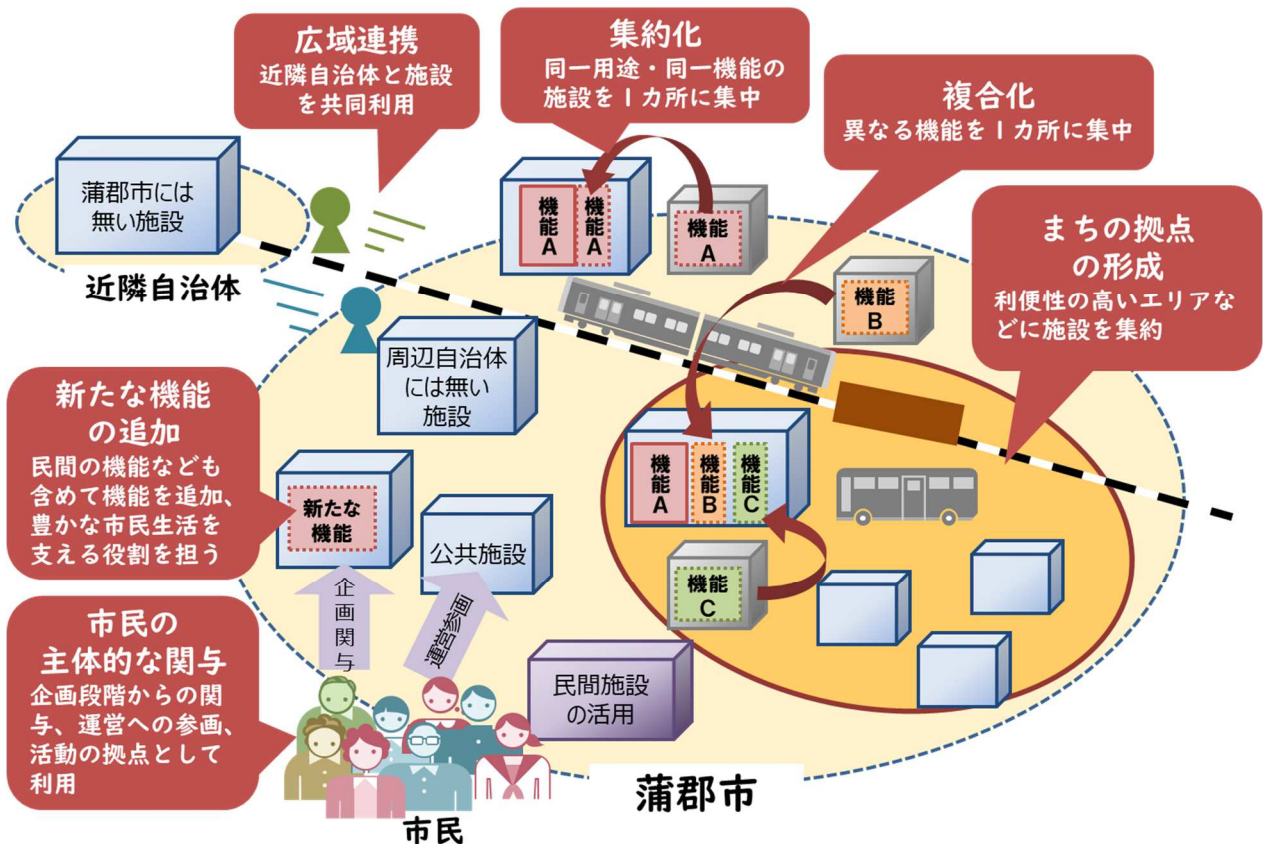 広域連携
近隣自治体と施設
を共同利用
集約化
同一用途・同一機能の
施設を1カ所に集中
複合化
異なる機能を1カ所に集中
まちの拠点
の形成
利便性の高いエリアな
どに施設を集約
蒲郡市には
無い施設
近隣自治体
機能A
機能A
機能
A
機能
B
周辺自治体
には無い
施設
新たな機能
の追加
民間の機能なども
含めて機能を追加、
豊かな市民生活を
支える役割を担う
機能A
機能B
機能C
新たな
機能
公共施設
機能
C
企画関与
運営参画
市民の
主体的な関与
企画段階からの関
与、運営への参画、
活動の拠点として
利用
民間施設
の活用
蒲郡市
市民